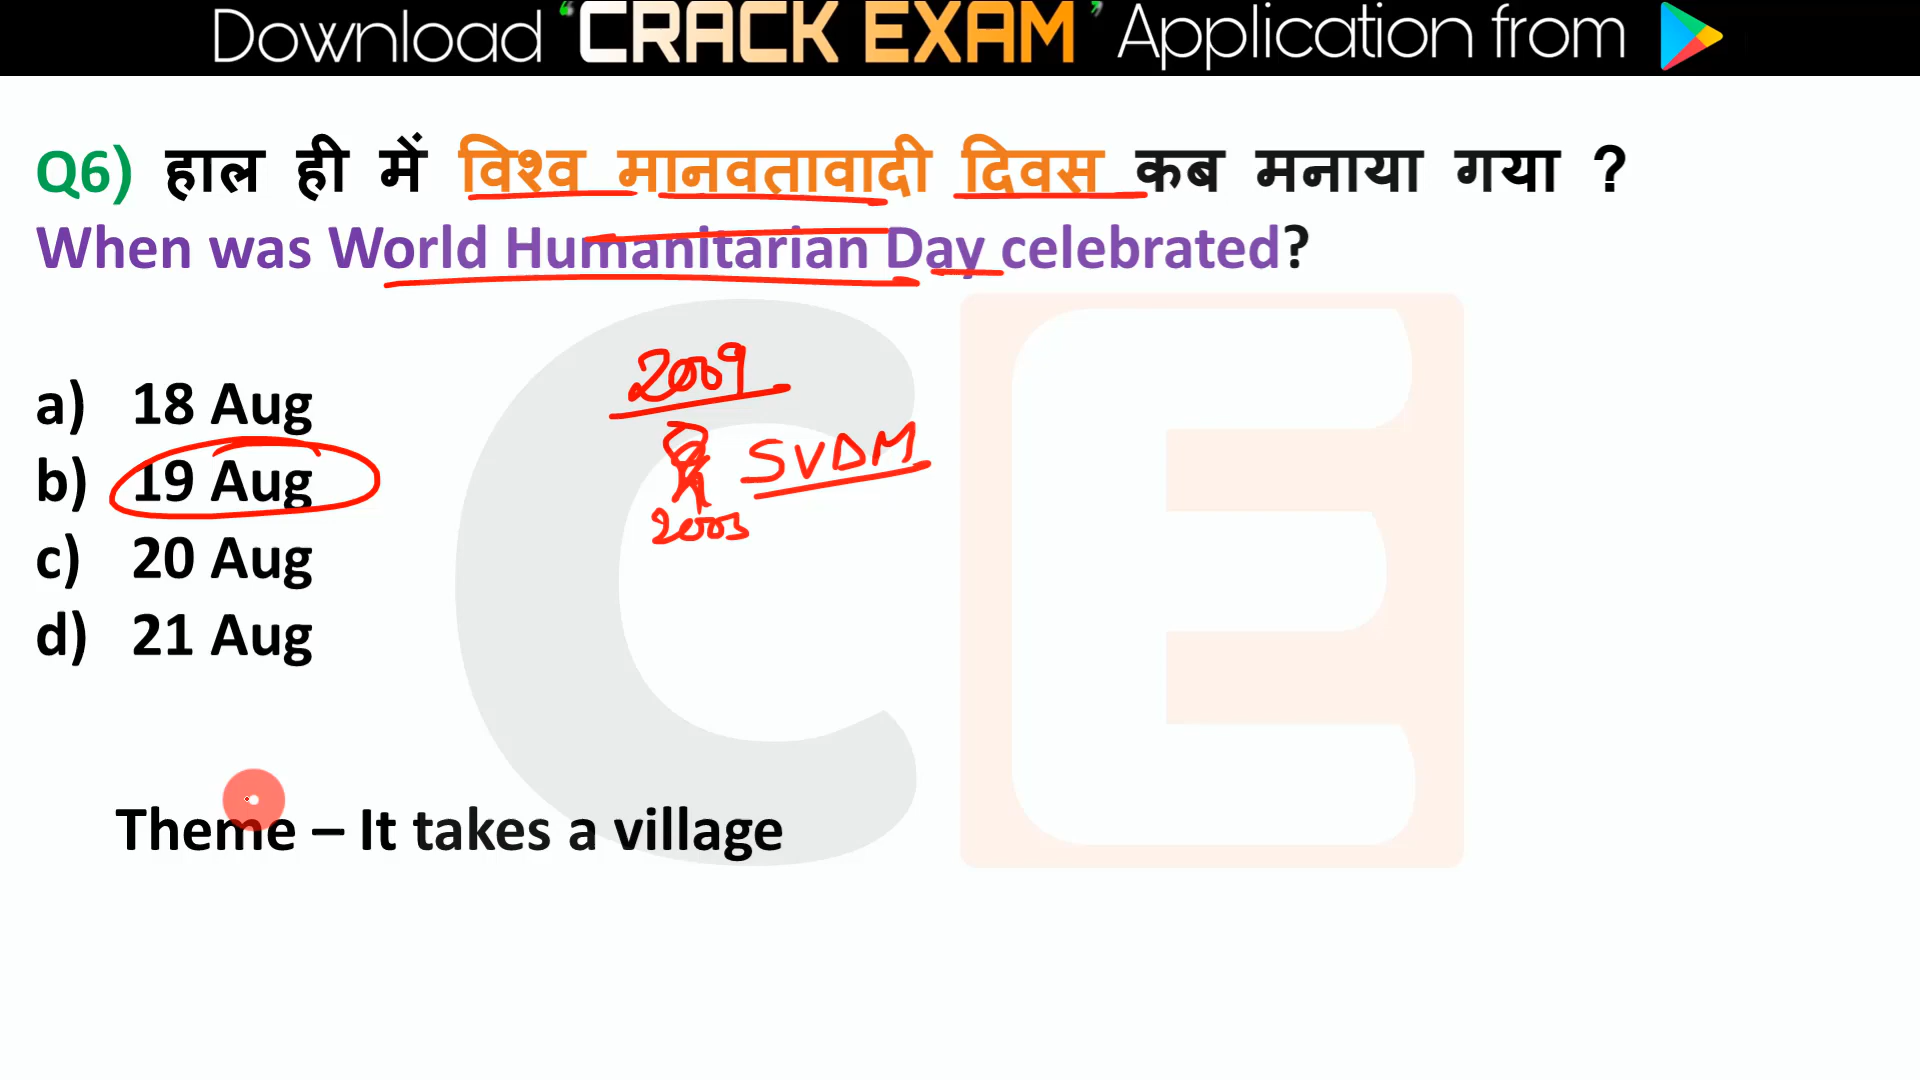 Download ‘CRACK EXAM’ Application from
Q6) हाल ही में विश्व मानवतावादी दिवस कब मनाया गया ?
When was World Humanitarian Day celebrated?
a) 18 Aug
b) 19 Aug
c) 20 Aug
d) 21 Aug
2009
SVDM
2003
Theme – It takes a village
CE